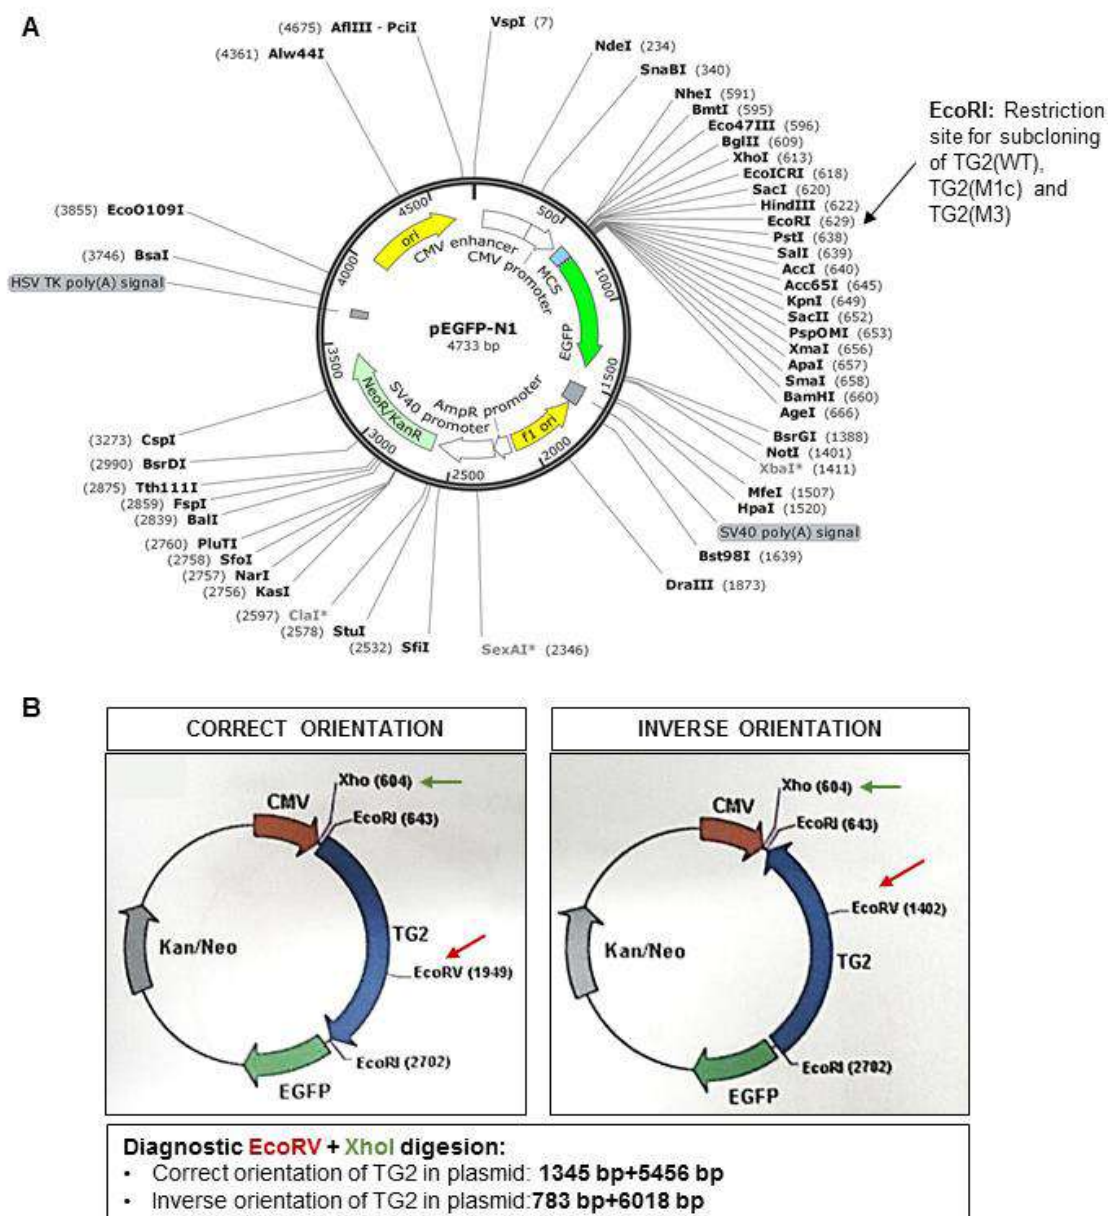 A
(4675) AflIII - PciI
(4361) Alw44I
VspI (7)
NdeI (234)
SnaBI (340)
NheI (591)
BmtI (595)
Eco47III (596)
BglII (609)
XhoI (613)
EcoICRI (618)
SacI (620)
HindIII (622)
EcoRI (629)
PstI (638)
SalI (639)
AccI (640)
Acc65I (645)
KpnI (649)
SacII (652)
PspOMI (653)
XmaI (656)
ApaI (657)
SmaI (658)
BamHI (660)
AgeI (666)
BsrGI (1388)
NotI (1401)
XbaI* (1411)
MfeI (1507)
HpaI (1520)
SV40 poly(A) signal
Bst98I (1639)
DraIII (1873)
SexAI* (2346)
(2532) SfiI
(2578) StuI
(2597) ClaI*
(2756) KasI
(2757) NarI
(2758) SfoI
(2760) PluTI
(2839) BalI
(2859) FspI
(2875) Tth111I
(2990) BsrDI
(3273) CspI
HSV TK poly(A) signal
(3746) BsaI
(3855) EcoO109I
EcoRI: Restriction
site for subcloning
of TG2(WT),
TG2(M1c) and
TG2(M3)
500
1000
1500
2000
2500
3000
3500
4000
4500
ori
CMV enhancer
CMV promoter
MCS
EGFP
pEGFP-N1
4733 bp
AmpR promoter
SV40 promoter
NeoR/KanR
f1 ori
B
CORRECT ORIENTATION
Xho (604)
CMV
EcoRI (643)
TG2
EcoRV (1949)
Kan/Neo
EcoRI (2702)
EGFP
INVERSE ORIENTATION
Xho (604)
CMV
EcoRI (643)
EcoRV (1402)
Kan/Neo
TG2
EcoRI (2702)
EGFP
Diagnostic EcoRV + XhoI digesion:
• Correct orientation of TG2 in plasmid: 1345 bp+5456 bp
• Inverse orientation of TG2 in plasmid:783 bp+6018 bp